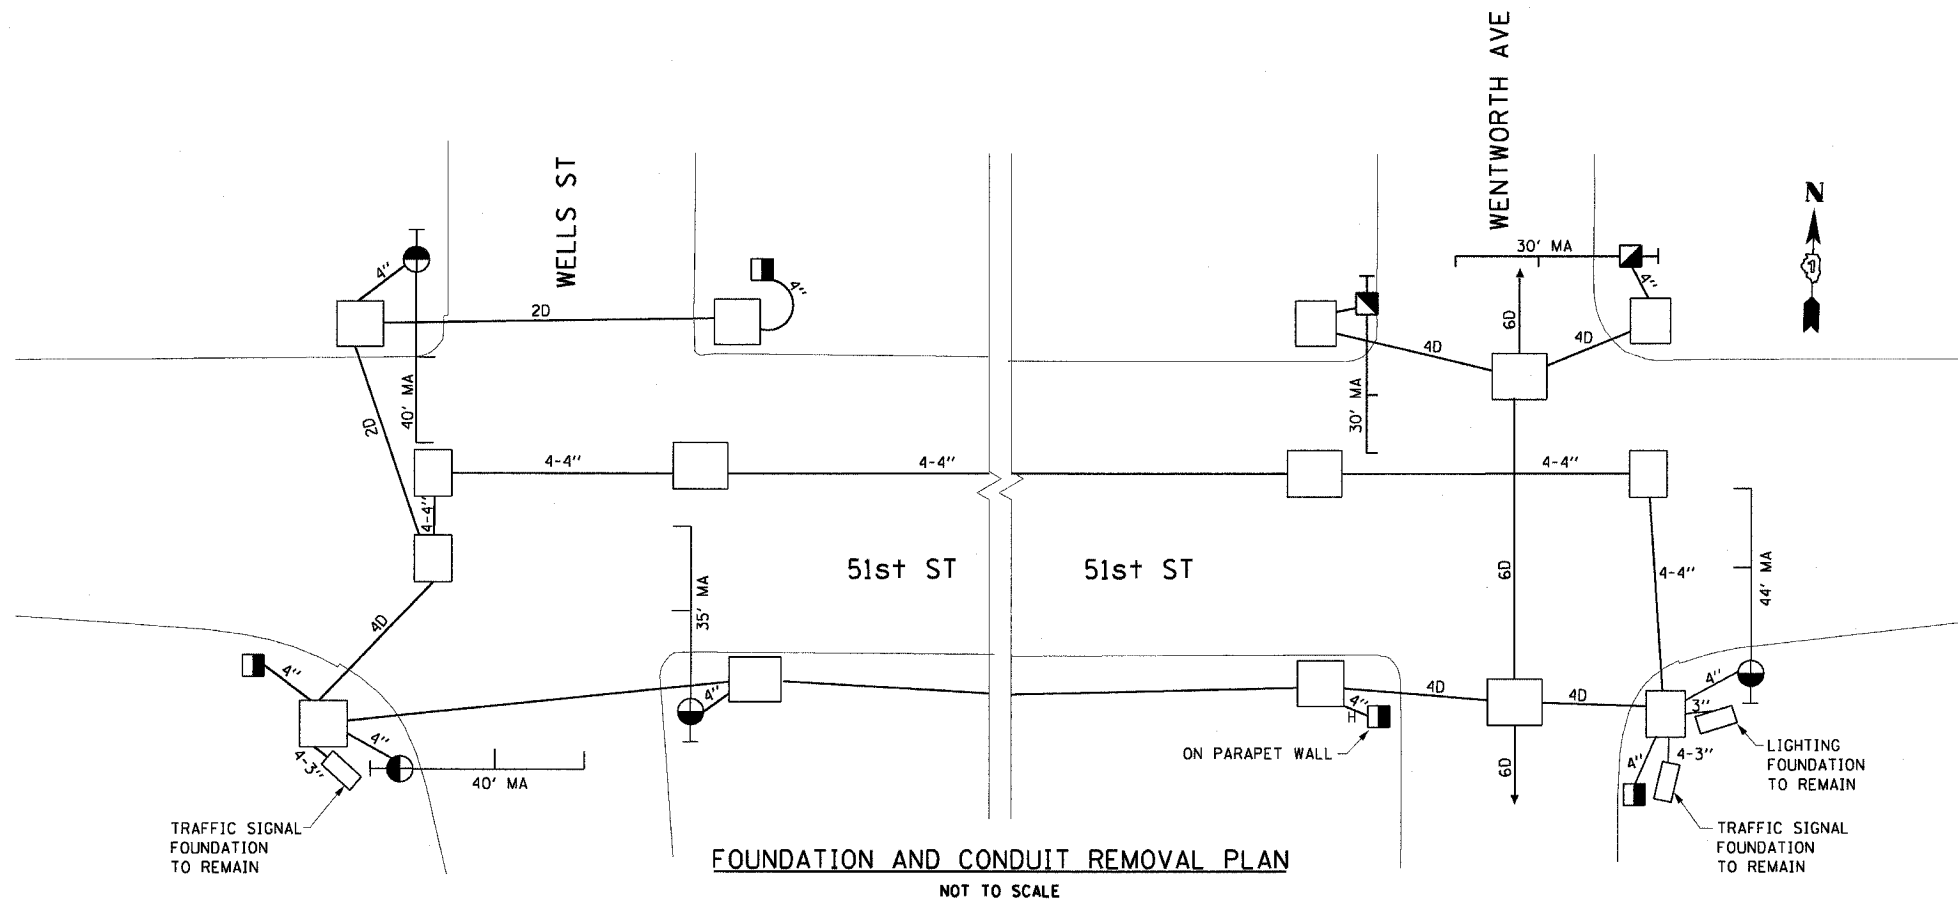 WELLS ST
WENTWORTH AVE
N
1
4"
40' MA
2D
4"
2D
4-4"
4-4"
4-4"
4D
4"
4"
4-3"
40' MA
TRAFFIC SIGNAL
FOUNDATION
TO REMAIN
35' MA
4"
51st ST
51st ST
30' MA
4"
6D
4D
4D
30' MA
4-4"
6D
4-4"
44' MA
4D
4D
4"
H
ON PARAPET WALL
6D
4"
3"
4-3"
4"
LIGHTING
FOUNDATION
TO REMAIN
TRAFFIC SIGNAL
FOUNDATION
TO REMAIN
FOUNDATION AND CONDUIT REMOVAL PLAN
NOT TO SCALE